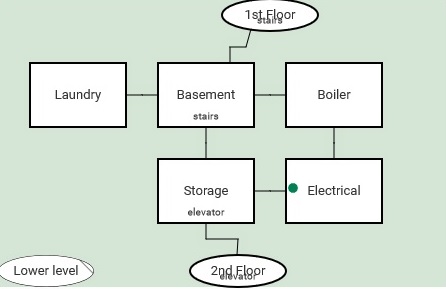 1st Floor
stairs
Laundry
Basement
Boiler
stairs
Storage
Electrical
elevator
Lower level
2nd Floor
elevator